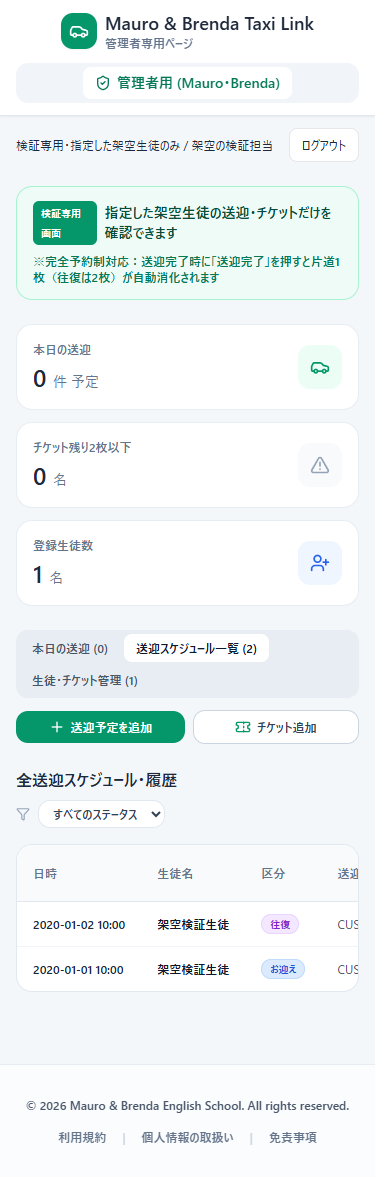 Mauro & Brenda Taxi Link
管理者専用ページ
管理者用 (Mauro・Brenda)
検証専用・指定した架空生徒のみ / 架空の検証担当
ログアウト
検証専用
画面
指定した架空生徒の送迎・チケットだけを
確認できます
※完全予約制対応：送迎完了時に「送迎完了」を押すと片道1
枚（往復は2枚）が自動消化されます
本日の送迎
0 件 予定
チケット残り2枚以下
0 名
登録生徒数
1 名
本日の送迎 (0)
送迎スケジュール一覧 (2)
生徒・チケット管理 (1)
送迎予定を追加
チケット追加
全送迎スケジュール・履歴
すべてのステータス
日時 生徒名 区分 送迎
2020-01-02 10:00 架空検証生徒 往復 CUS
2020-01-01 10:00 架空検証生徒 お迎え CUS
© 2026 Mauro & Brenda English School. All rights reserved.
利用規約 | 個人情報の取扱い | 免責事項